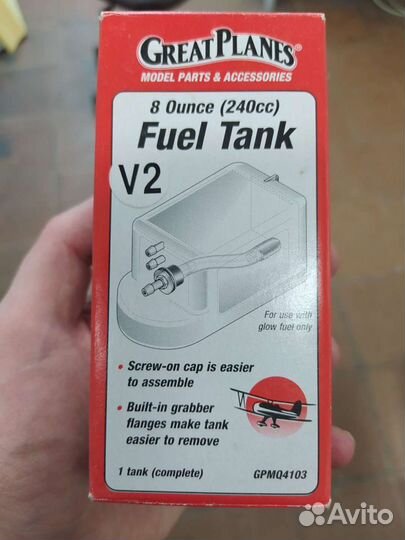 GREAT PLANES®
MODEL PARTS & ACCESSORIES
8 Ounce (240cc)
Fuel Tank
V2
For use with
glow fuel only
• Screw-on cap is easier
to assemble
• Built-in grabber
flanges make tank
easier to remove
1 tank (complete) GPMQ4103
Avito